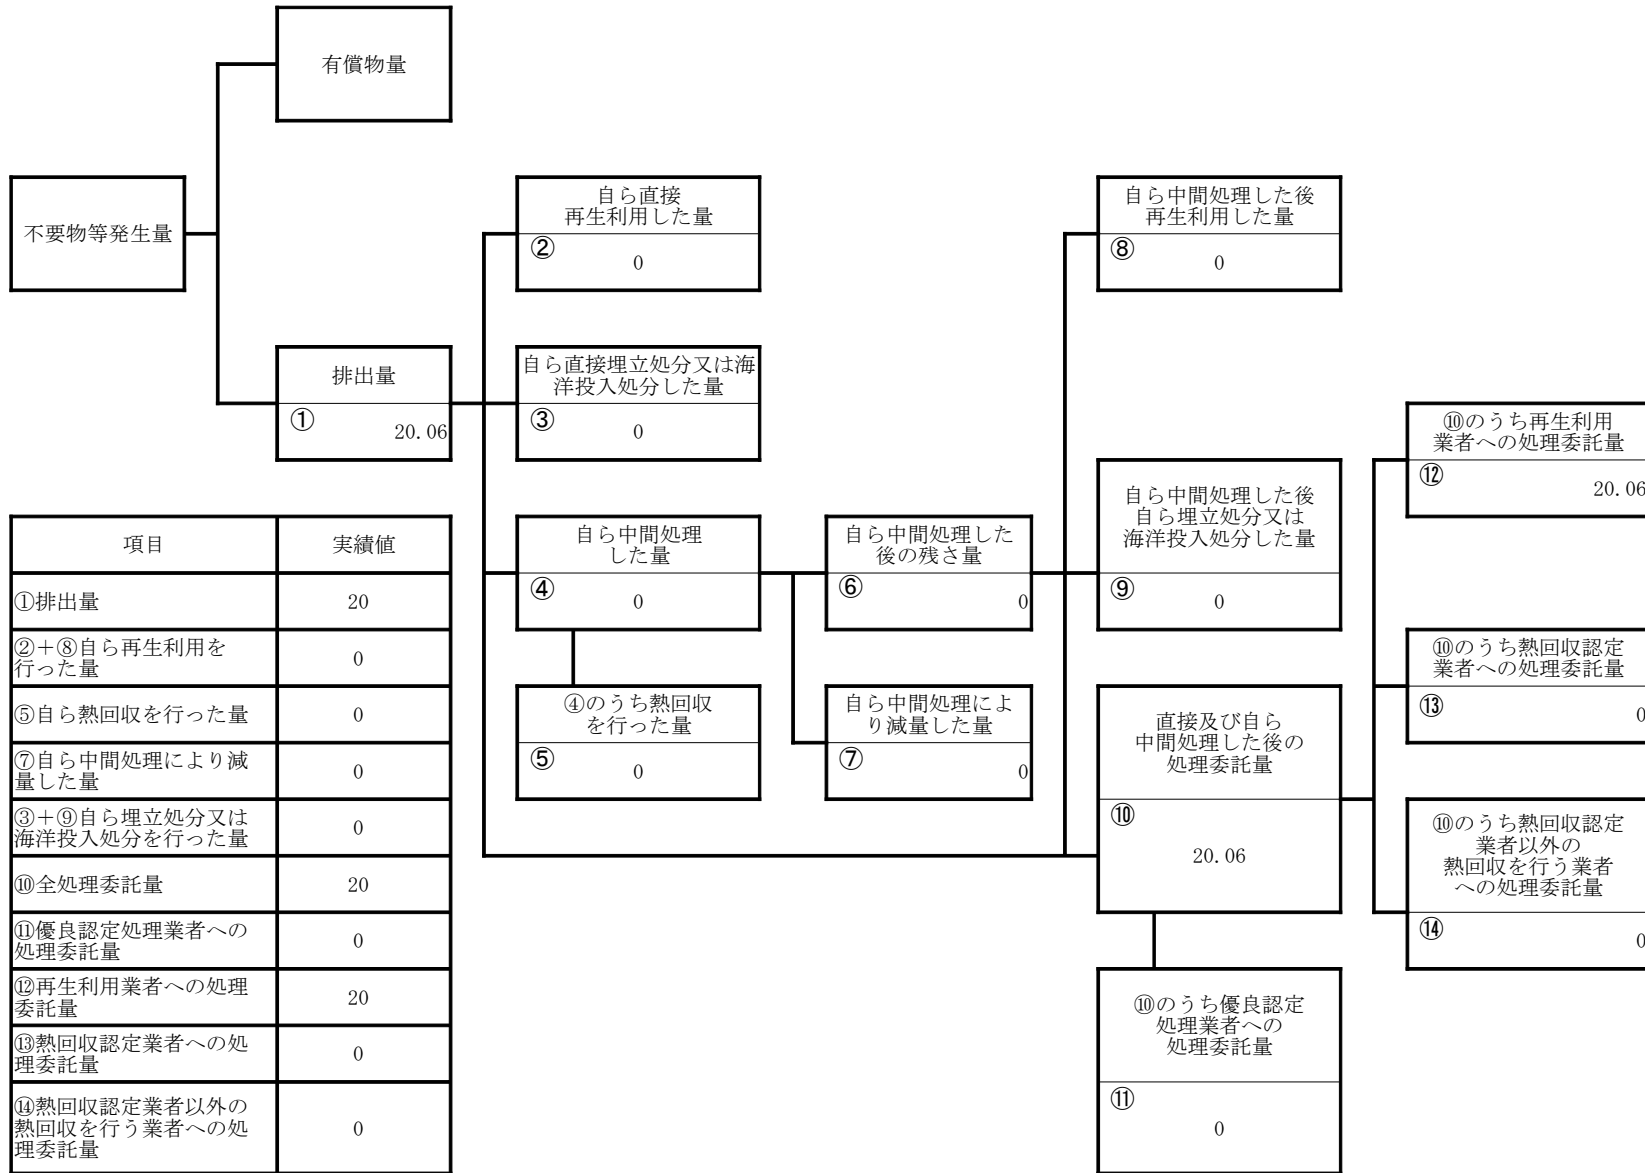 有償物量
不要物等発生量
自ら直接
再生利用した量
②
0
自ら中間処理した後
再生利用した量
⑧
0
排出量
①
20.06
自ら直接埋立処分又は海
洋投入処分した量
③
0
⑩のうち再生利用
業者への処理委託量
⑫
20.06
自ら中間処理
した量
④
0
自ら中間処理した
後の残さ量
⑥
0
自ら中間処理した後
自ら埋立処分又は
海洋投入処分した量
⑨
0
⑩のうち熱回収認定
業者への処理委託量
⑬
0
④のうち熱回収
を行った量
⑤
0
自ら中間処理によ
り減量した量
⑦
0
直接及び自ら
中間処理した後の
処理委託量
⑩
20.06
⑩のうち熱回収認定
業者以外の
熱回収を行う業者
への処理委託量
⑭
0
⑩のうち優良認定
処理業者への
処理委託量
⑪
0
項目 実績値
①排出量 20
②+⑧自ら再生利用を
行った量 0
⑤自ら熱回収を行った量 0
⑦自ら中間処理により減
量した量 0
③+⑨自ら埋立処分又は
海洋投入処分を行った量 0
⑩全処理委託量 20
⑪優良認定処理業者への
処理委託量 0
⑫再生利用業者への処理
委託量 20
⑬熱回収認定業者への処
理委託量 0
⑭熱回収認定業者以外の
熱回収を行う業者への処
理委託量 0